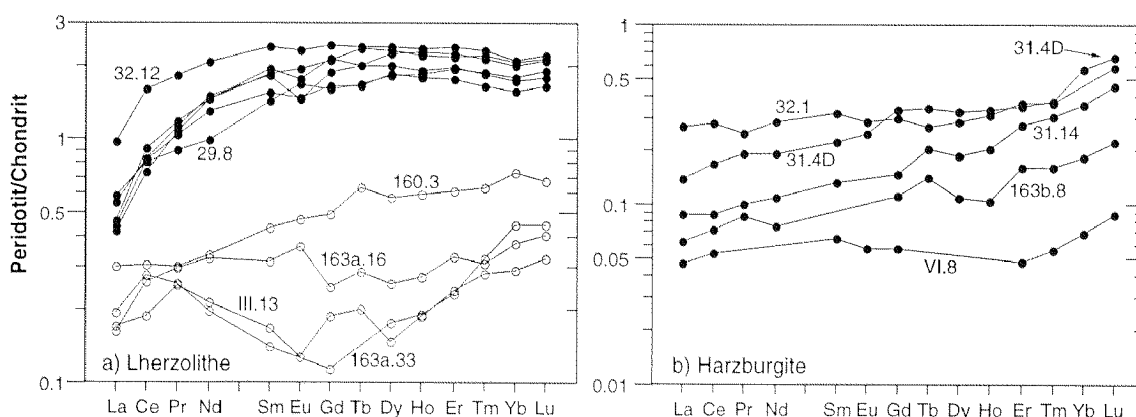 Peridotit/Chondrit
3
1
0.5
0.1
32.12
29.8
160.3
163a.16
III.13
163a.33
a) Lherzolithe
La Ce Pr Nd Sm Eu Gd Tb Dy Ho Er Tm Yb Lu
1
0.5
0.1
0.05
0.01
31.4D
32.1
31.4D
31.14
163b.8
VI.8
b) Harzburgite
La Ce Pr Nd Sm Eu Gd Tb Dy Ho Er Tm Yb Lu